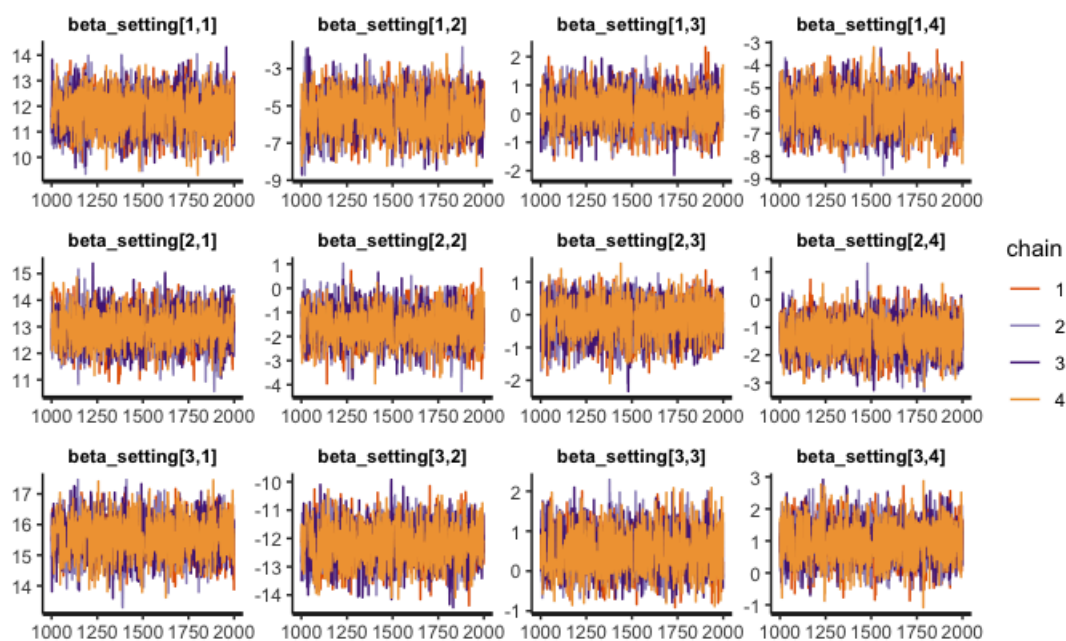 beta_setting[1,1] beta_setting[1,2] beta_setting[1,3] beta_setting[1,4]
14 13 12 11 10
-3 -5 -7 -9
2 1 0 -1 -2
-3 -4 -5 -6 -7 -8 -9
1000 1250 1500 1750 2000 1000 1250 1500 1750 2000 1000 1250 1500 1750 2000 1000 1250 1500 1750 2000
beta_setting[2,1] beta_setting[2,2] beta_setting[2,3] beta_setting[2,4]
15 14 13 12 11
1 0 -1 -2 -3 -4
1 0 -1 -2
1 0 -1 -2 -3
1000 1250 1500 1750 2000 1000 1250 1500 1750 2000 1000 1250 1500 1750 2000 1000 1250 1500 1750 2000
beta_setting[3,1] beta_setting[3,2] beta_setting[3,3] beta_setting[3,4]
17 16 15 14
-10 -11 -12 -13 -14
2 1 0 -1
3 2 1 0 -1
1000 1250 1500 1750 2000 1000 1250 1500 1750 2000 1000 1250 1500 1750 2000 1000 1250 1500 1750 2000
chain
1
2
3
4